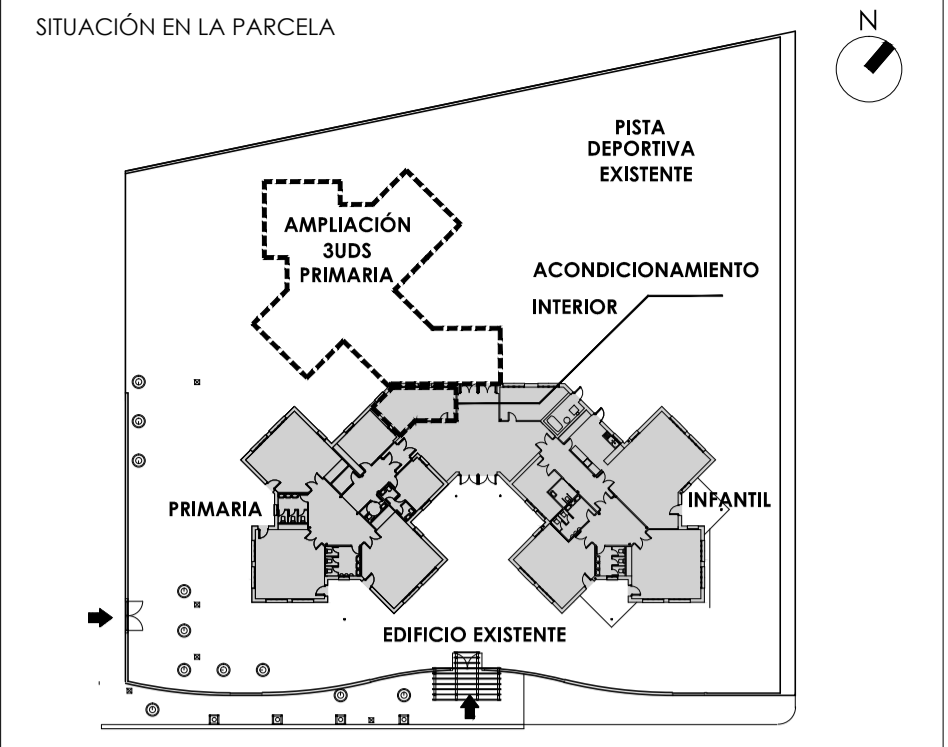 SITUACIÓN EN LA PARCELA
N
PISTA
DEPORTIVA
EXISTENTE
AMPLIACIÓN
3UDS
PRIMARIA
ACONDICIONAMIENTO
INTERIOR
PRIMARIA
INFANTIL
EDIFICIO EXISTENTE